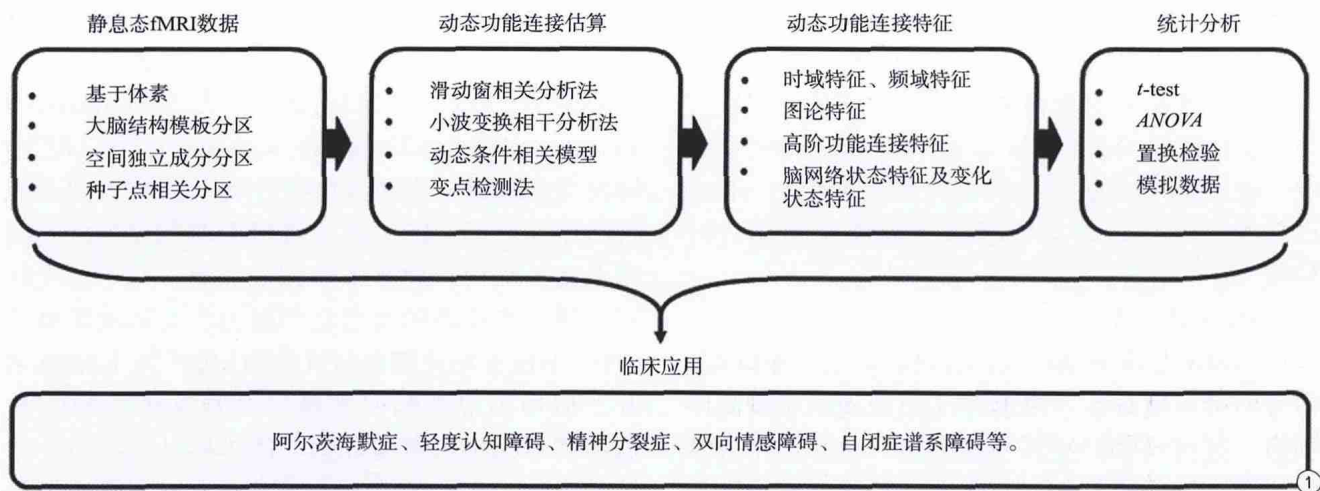 静息态fMRI数据
• 基于体素
• 大脑结构模板分区
• 空间独立成分分区
• 种子点相关分区
动态功能连接估算
• 滑动窗相关分析法
• 小波变换相干分析法
• 动态条件相关模型
• 变点检测法
动态功能连接特征
• 时域特征、频域特征
• 图论特征
• 高阶功能连接特征
• 脑网络状态特征及变化
状态特征
统计分析
• t-test
• ANOVA
• 置换检验
• 模拟数据
临床应用
阿尔茨海默症、轻度认知障碍、精神分裂症、双向情感障碍、自闭症谱系障碍等。
①